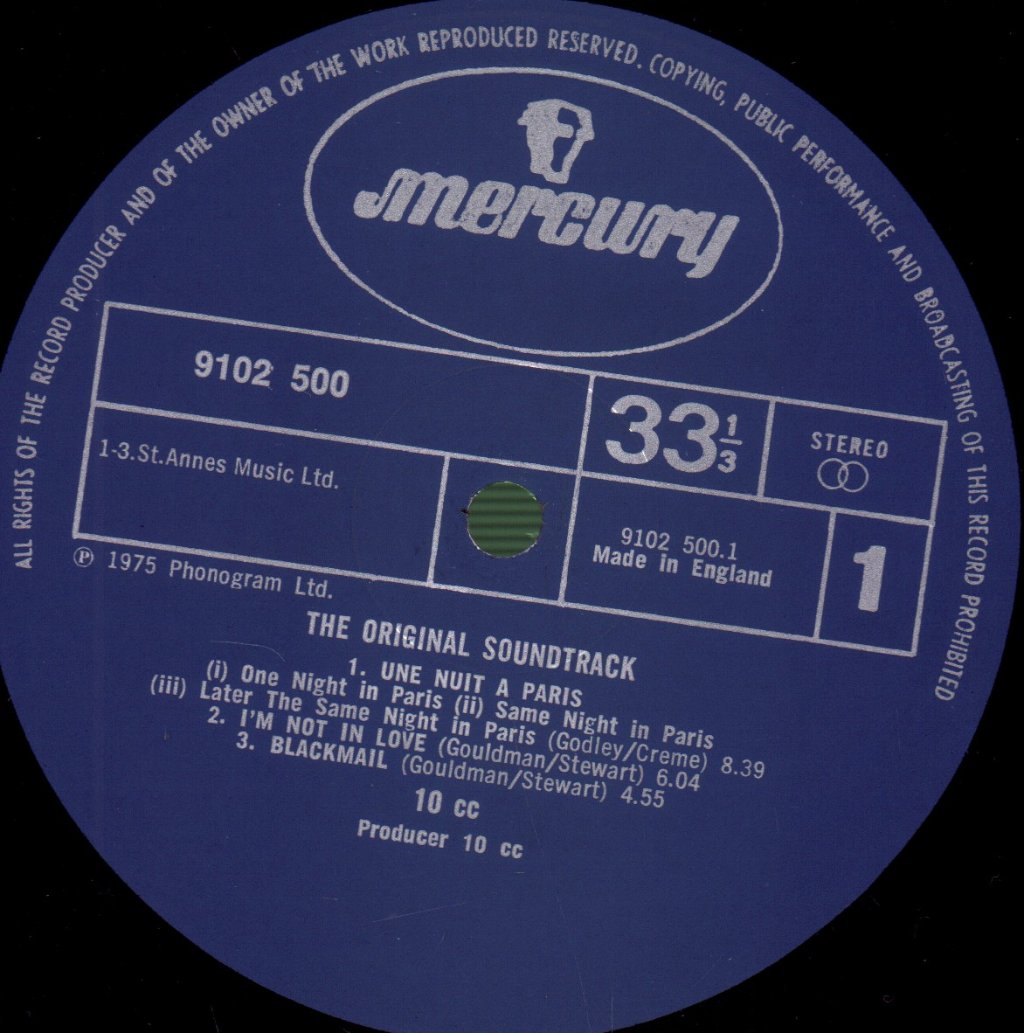 ALL RIGHTS OF THE RECORD PRODUCER AND OF THE OWNER OF THE WORK REPRODUCED RESERVED. COPYING, PUBLIC PERFORMANCE AND BROADCASTING OF THIS RECORD PROHIBITED
mercury
9102 500
33 1/3
STEREO
1-3.St.Annes Music Ltd.
9102 500.1
Made in England
1
Ⓟ 1975 Phonogram Ltd.
THE ORIGINAL SOUNDTRACK
1. UNE NUIT A PARIS
(i) One Night in Paris (ii) Same Night in Paris
(iii) Later The Same Night in Paris (Godley/Creme) 8.39
2. I'M NOT IN LOVE (Gouldman/Stewart) 6.04
3. BLACKMAIL (Gouldman/Stewart) 4.55
10 cc
Producer 10 cc